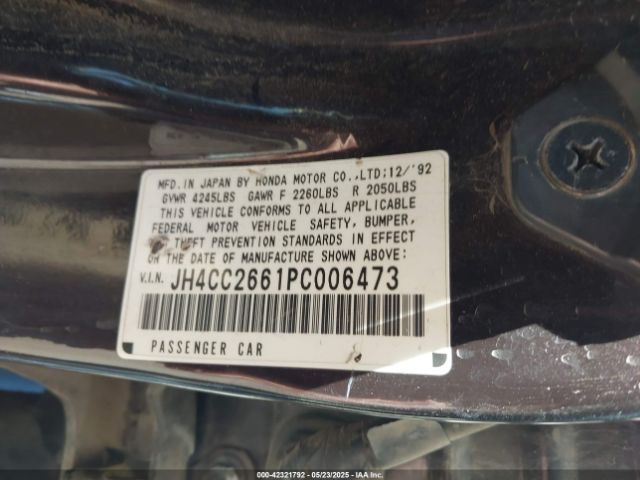 MFD. IN JAPAN BY HONDA MOTOR CO.,LTD;12/'92
GVWR 4245LBS GAWR F 2260LBS R 2050LBS
THIS VEHICLE CONFORMS TO ALL APPLICABLE
FEDERAL MOTOR VEHICLE SAFETY, BUMPER,
THEFT PREVENTION STANDARDS IN EFFECT
ON THE DATE OF MANUFACTURE SHOWN ABOVE:
V.I.N. JH4CC2661PC006473
PASSENGER CAR
000-42321792 - 05/23/2025 - IAAI.COM